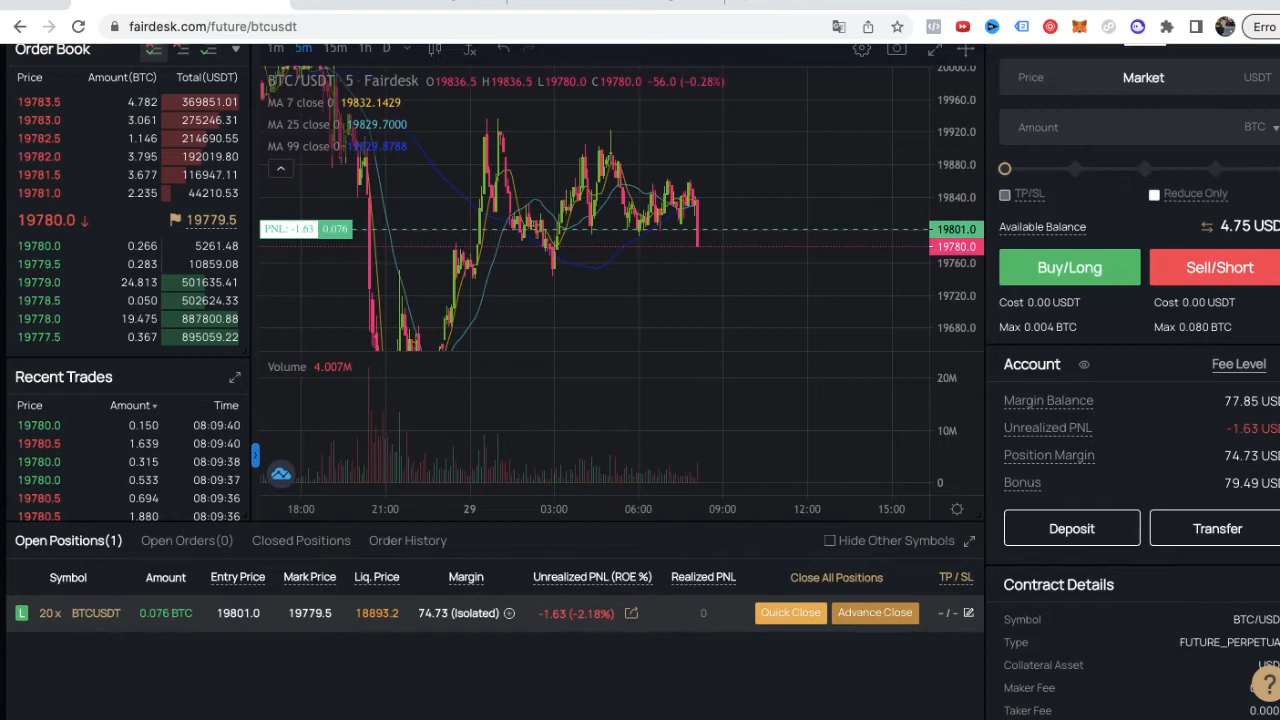 fairdesk.com/future/btcusdt
Erro
Order Book
Price Amount(BTC) Total(USDT)
19783.5 4.782 369851.01
19783.0 3.061 275246.31
19782.5 1.146 214690.55
19782.0 3.795 192019.80
19781.5 3.677 116947.11
19781.0 2.235 44210.53
19780.0 ↓ 19779.5
19780.0 0.266 5261.48
19779.5 0.283 10859.08
19779.0 24.813 501635.41
19778.5 0.050 502624.33
19778.0 19.475 887800.88
19777.5 0.367 895059.22
Recent Trades
Price Amount Time
19780.0 0.150 08:09:40
19780.5 1.639 08:09:40
19780.0 0.315 08:09:38
19780.0 0.533 08:09:37
19780.5 0.694 08:09:36
19780.5 1.880 08:09:36
1m 5m 15m 1h D
BTC/USDT · 5 · Fairdesk O19836.5 H19836.5 L19780.0 C19780.0 -56.0 (-0.28%)
MA 7 close 0 19832.1429
MA 25 close 0 19829.7000
MA 99 close 0 19829.8788
PNL: -1.63 0.076
20000.0
19960.0
19920.0
19880.0
19840.0
19801.0
19780.0
19760.0
19720.0
19680.0
Volume 4.007M
20M
10M
0
18:00 21:00 29 03:00 06:00 09:00 12:00 15:00
Price Market USDT
Amount BTC
TP/SL Reduce Only
Available Balance 4.75 USD
Buy/Long Sell/Short
Cost 0.00 USDT Cost 0.00 USDT
Max 0.004 BTC Max 0.080 BTC
Account Fee Level
Margin Balance 77.85 USD
Unrealized PNL -1.63 USD
Position Margin 74.73 USD
Bonus 79.49 USD
Deposit Transfer
Open Positions(1) Open Orders(0) Closed Positions Order History Hide Other Symbols
Symbol Amount Entry Price Mark Price Liq. Price Margin Unrealized PNL (ROE %) Realized PNL Close All Positions TP / SL
L 20 x BTCUSDT 0.076 BTC 19801.0 19779.5 18893.2 74.73 (Isolated) -1.63 (-2.18%) 0 Quick Close Advance Close - / -
Contract Details
Symbol BTC/USD
Type FUTURE_PERPETUA
Collateral Asset USD
Maker Fee
Taker Fee 0.000
?